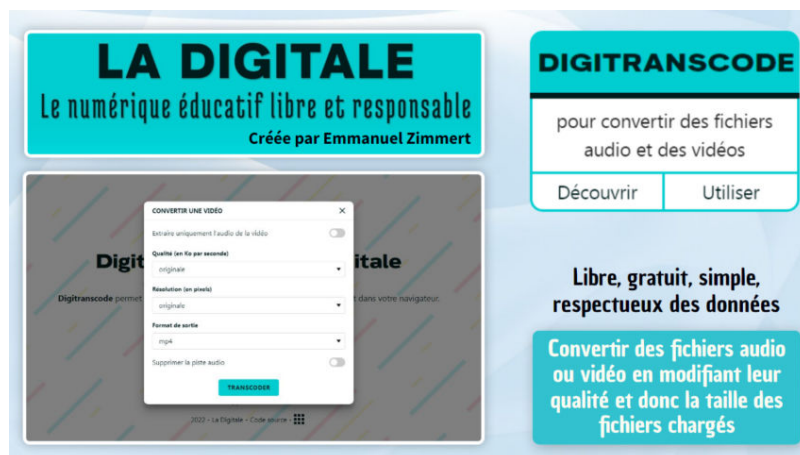 LA DIGITALE
Le numérique éducatif libre et responsable
Créée par Emmanuel Zimmert
DIGITRANSCODE
pour convertir des fichiers
audio et des vidéos
Découvrir
Utiliser
CONVERTIR UNE VIDÉO
Extraire uniquement l'audio de la vidéo
Qualité (en Ko par seconde)
originale
Résolution (en pixels)
originale
Format de sortie
mp4
Supprimer la piste audio
TRANSCODER
Digit itale
Digitranscode permet dans votre navigateur.
2022 - La Digitale - Code source -
Libre, gratuit, simple,
respectueux des données
Convertir des fichiers audio
ou vidéo en modifiant leur
qualité et donc la taille des
fichiers chargés